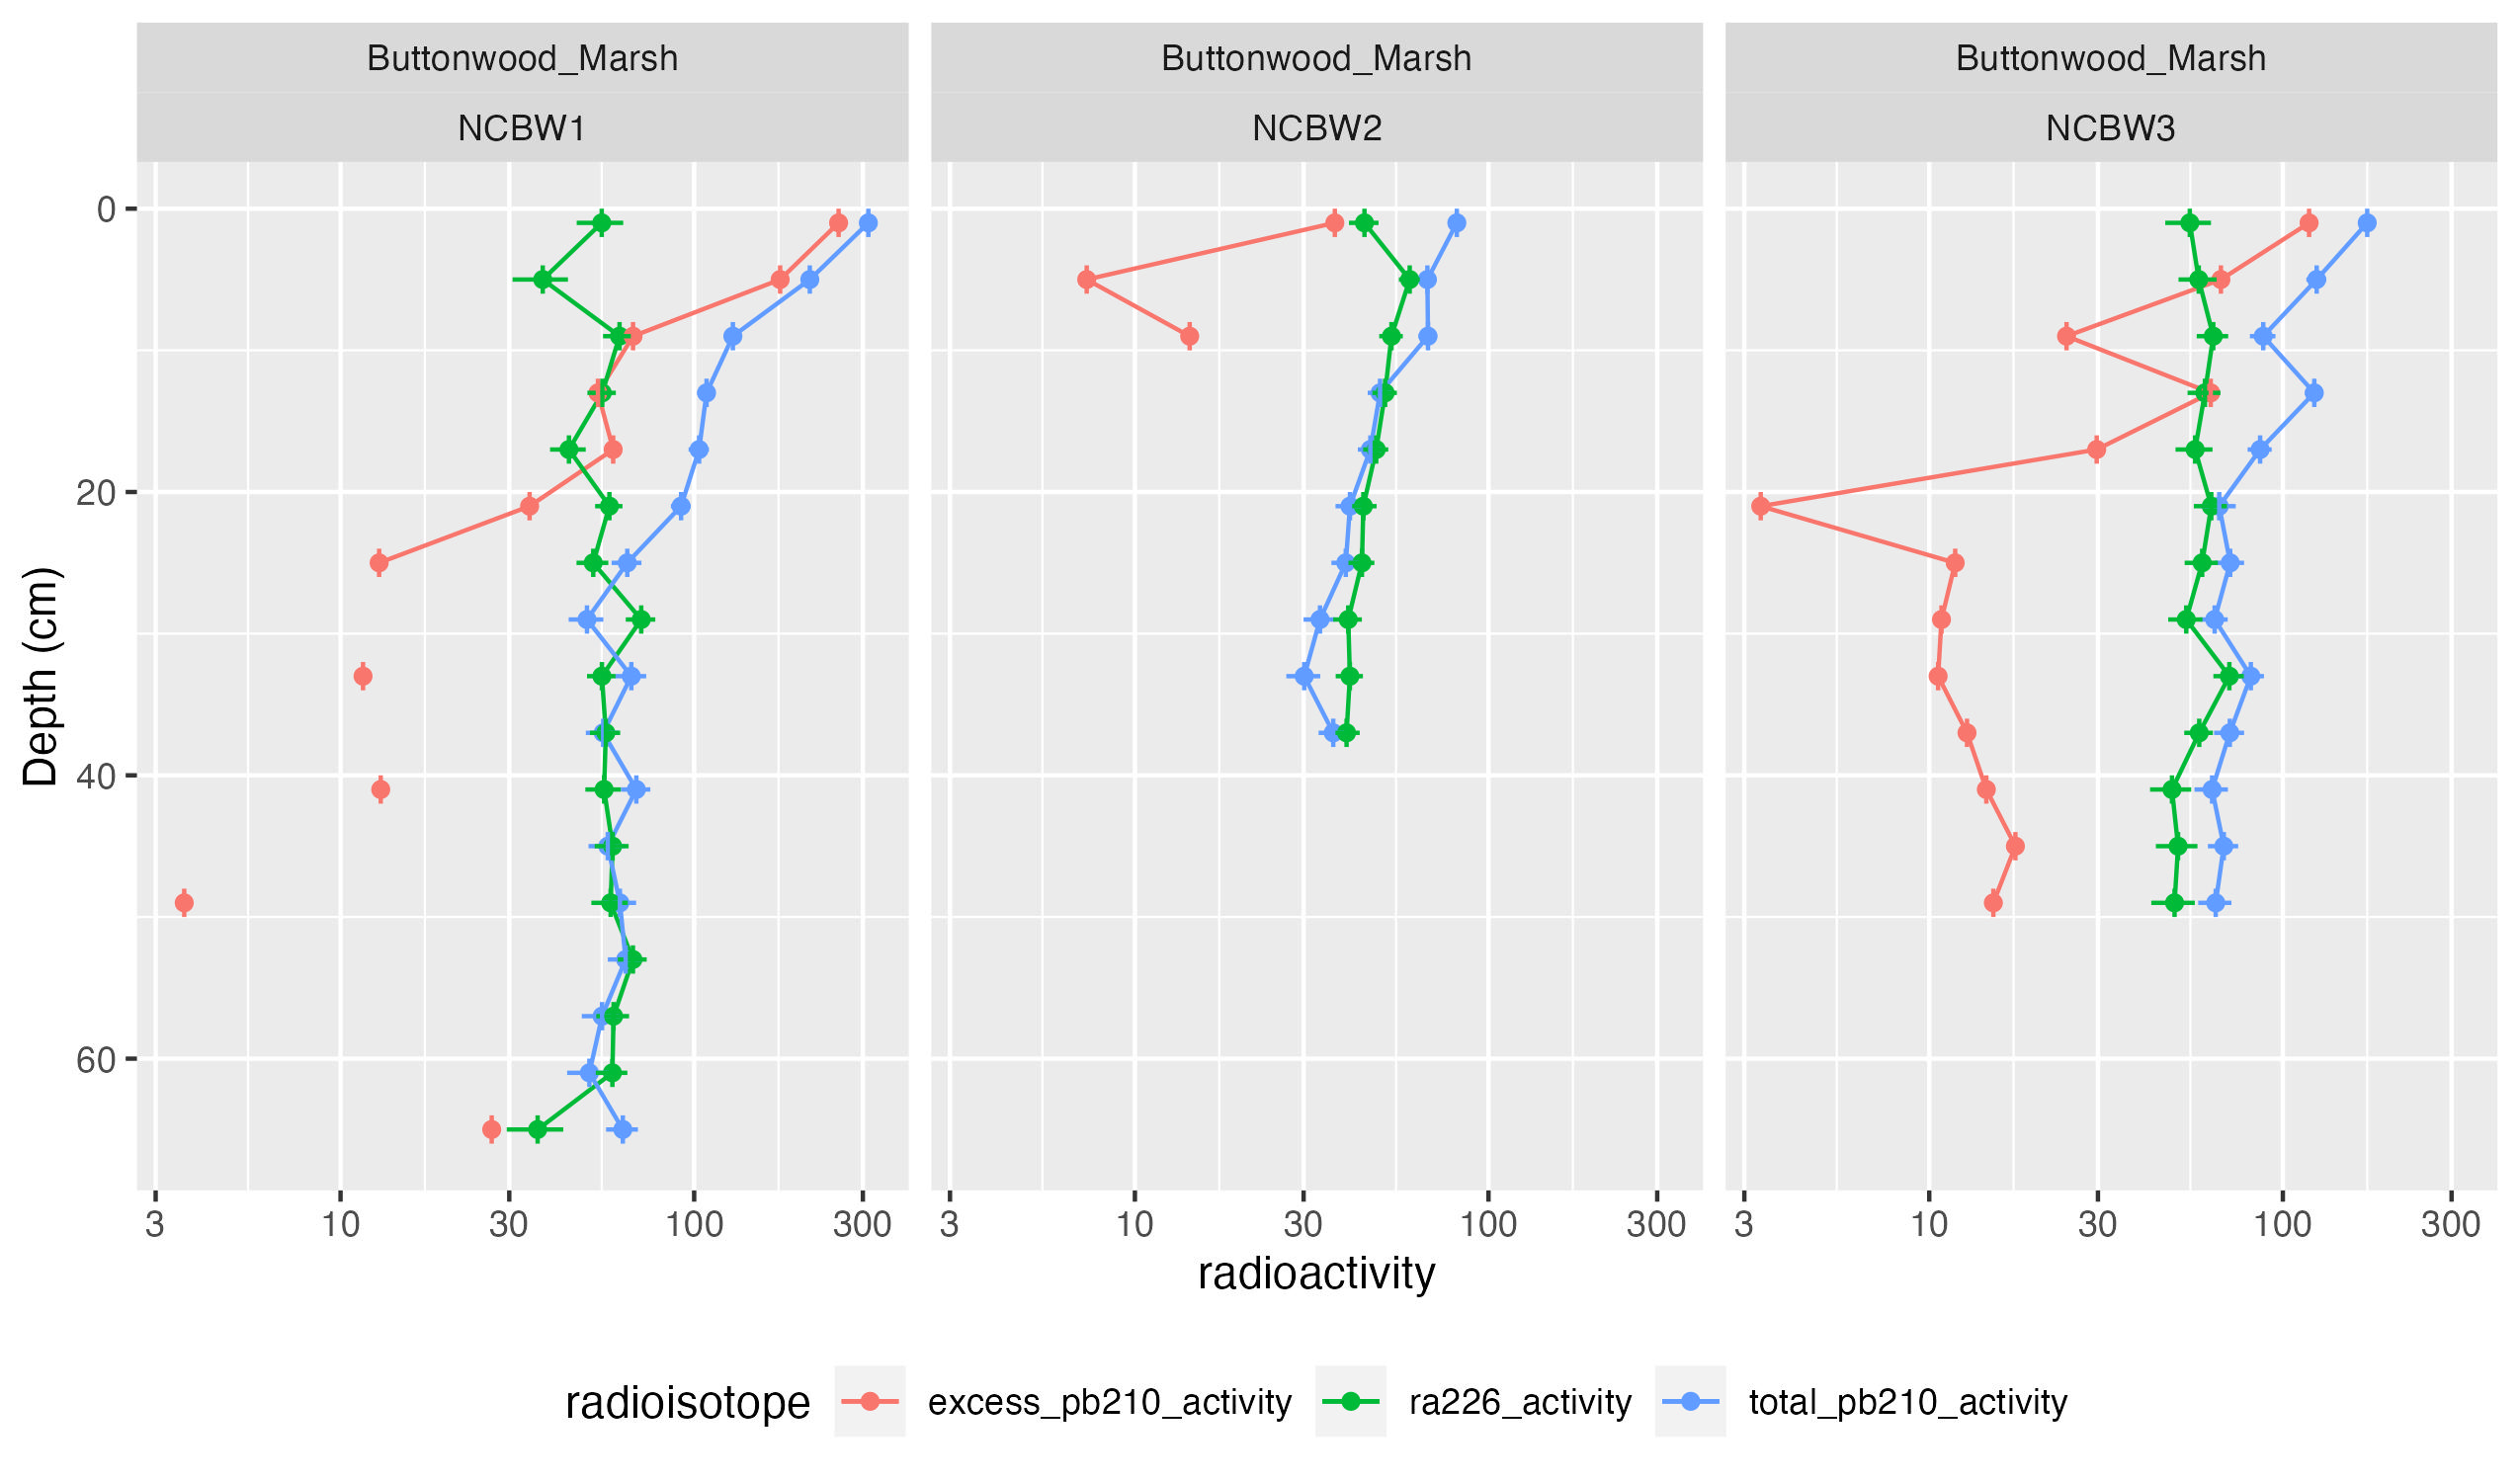 Buttonwood_Marsh Buttonwood_Marsh Buttonwood_Marsh
NCBW1 NCBW2 NCBW3
0
20
40
60
Depth (cm)
3 10 30 100 300 3 10 30 100 300 3 10 30 100 300
radioactivity
radioisotope excess_pb210_activity ra226_activity total_pb210_activity